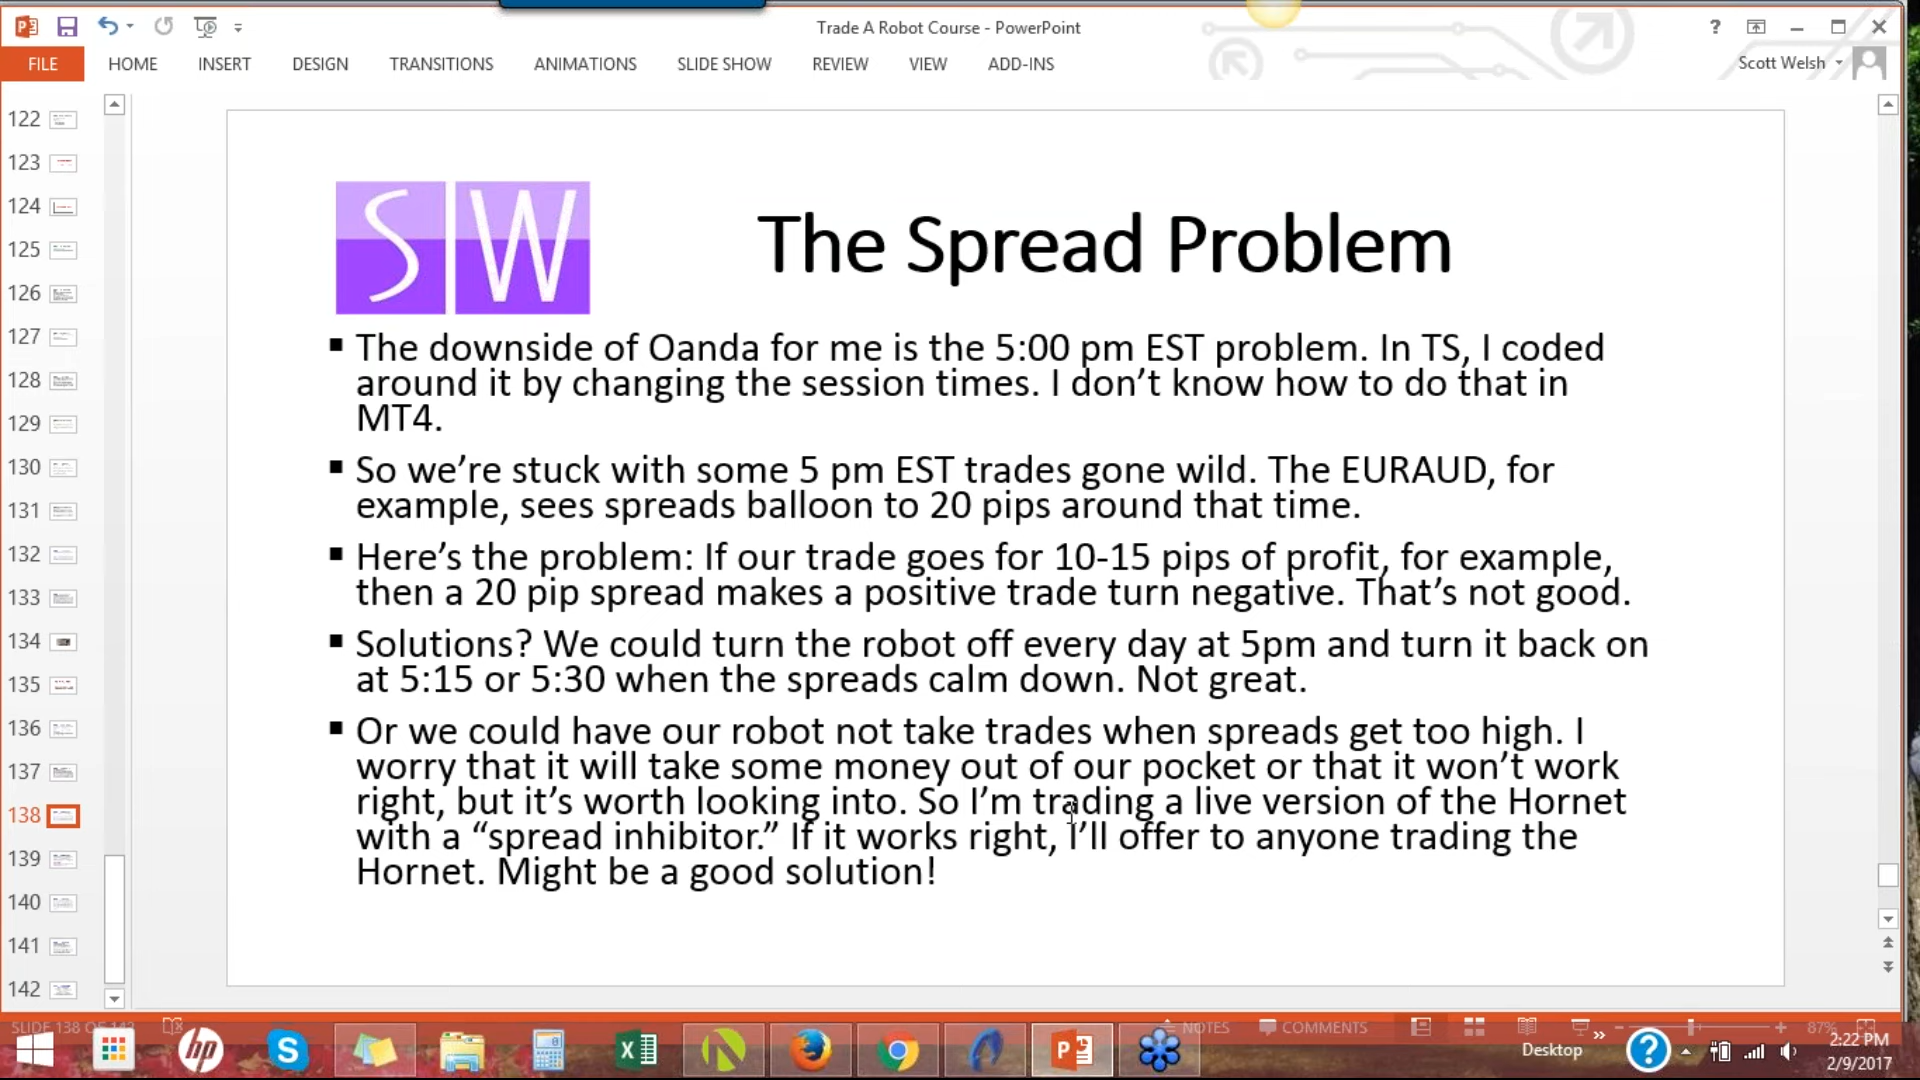 Trade A Robot Course - PowerPoint
?
FILE HOME INSERT DESIGN TRANSITIONS ANIMATIONS SLIDE SHOW REVIEW VIEW ADD-INS
Scott Welsh
122
123
124
125
126
127
128
129
130
131
132
133
134
135
136
137
138
139
140
141
142
SW
The Spread Problem
The downside of Oanda for me is the 5:00 pm EST problem. In TS, I coded
around it by changing the session times. I don’t know how to do that in
MT4.
So we’re stuck with some 5 pm EST trades gone wild. The EURAUD, for
example, sees spreads balloon to 20 pips around that time.
Here’s the problem: If our trade goes for 10-15 pips of profit, for example,
then a 20 pip spread makes a positive trade turn negative. That’s not good.
Solutions? We could turn the robot off every day at 5pm and turn it back on
at 5:15 or 5:30 when the spreads calm down. Not great.
Or we could have our robot not take trades when spreads get too high. I
worry that it will take some money out of our pocket or that it won’t work
right, but it’s worth looking into. So I’m trading a live version of the Hornet
with a “spread inhibitor.” If it works right, I’ll offer to anyone trading the
Hornet. Might be a good solution!
SLIDE 138 OF 142
NOTES
COMMENTS
87%
hp
Desktop
2:22 PM
2/9/2017